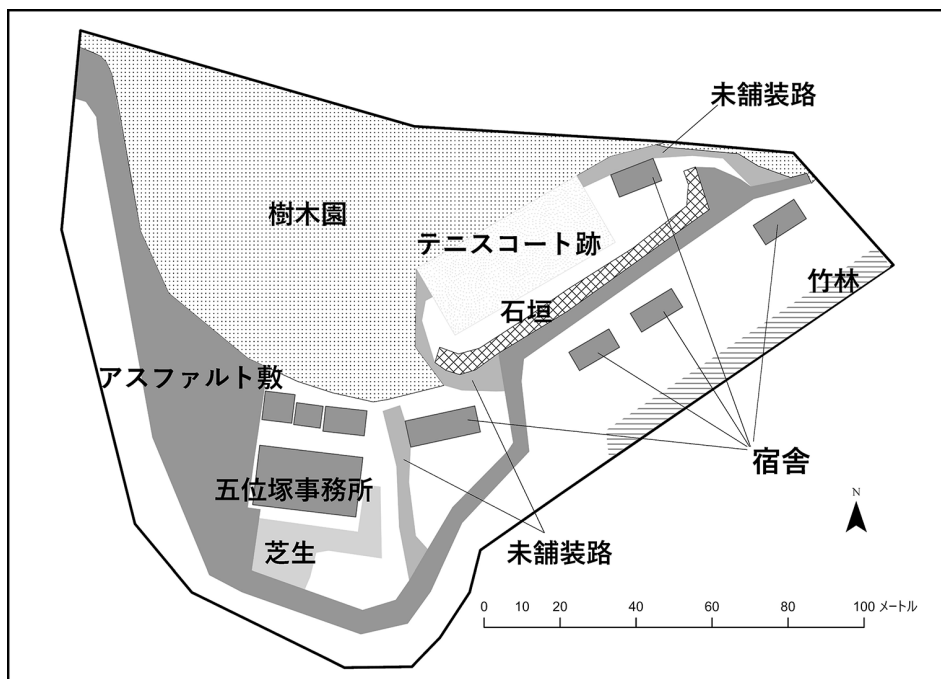 未舗装路
樹木園
テニスコート跡
竹林
石垣
アスファルト敷
宿舎
五位塚事務所
N
芝生
未舗装路
0 10 20 40 60 80 100 メートル